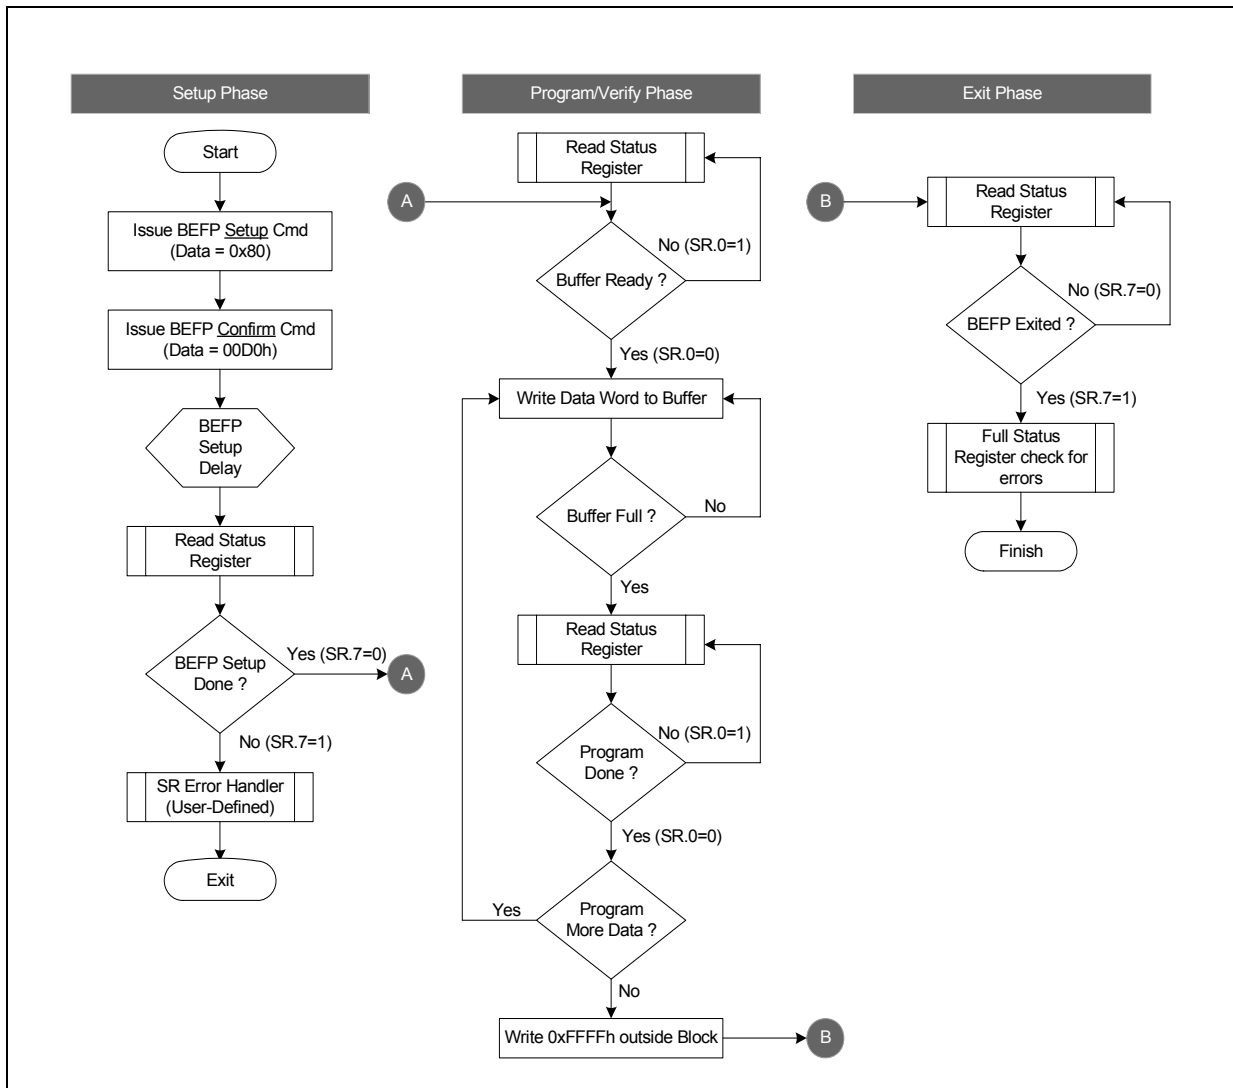 Setup Phase
Start
Issue BEFP Setup Cmd
(Data = 0x80)
Issue BEFP Confirm Cmd
(Data = 00D0h)
BEFP
Setup
Delay
Read Status
Register
BEFP Setup
Done ?
Yes (SR.7=0)
A
No (SR.7=1)
SR Error Handler
(User-Defined)
Exit
Program/Verify Phase
Read Status
Register
A
Buffer Ready ?
No (SR.0=1)
Yes (SR.0=0)
Write Data Word to Buffer
Buffer Full ?
No
Yes
Read Status
Register
Program
Done ?
No (SR.0=1)
Yes (SR.0=0)
Program
More Data ?
Yes
No
Write 0xFFFFh outside Block
B
Exit Phase
B
Read Status
Register
BEFP Exited ?
No (SR.7=0)
Yes (SR.7=1)
Full Status
Register check for
errors
Finish